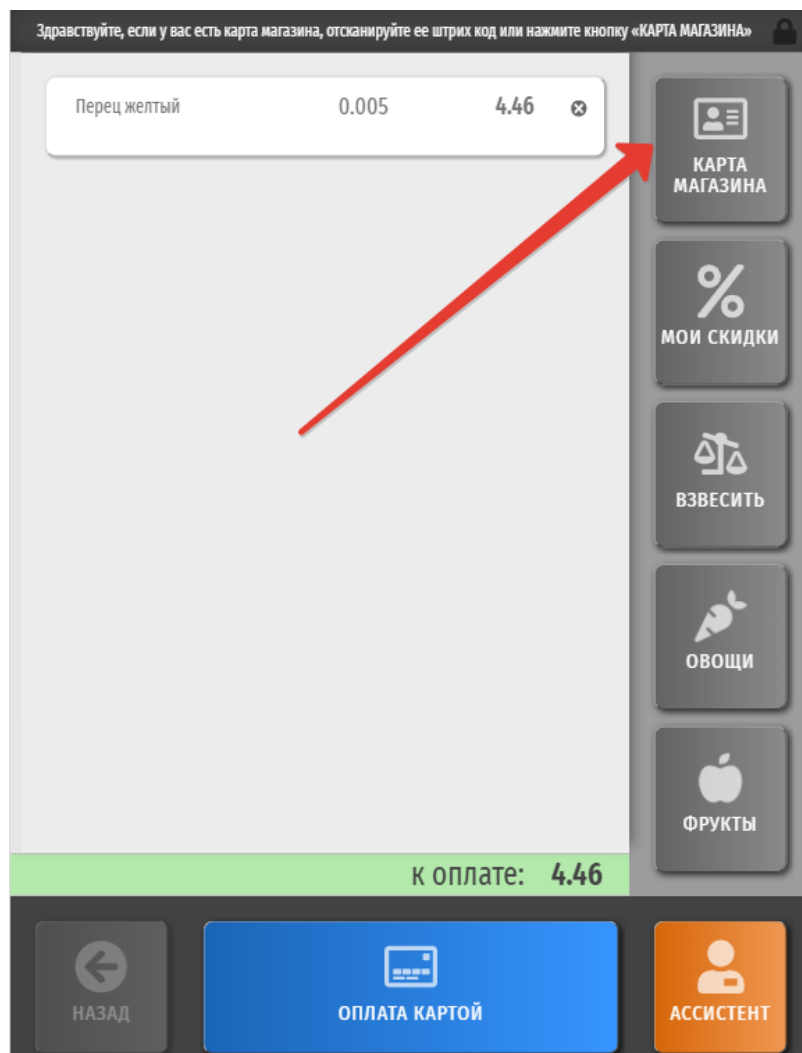 Здравствуйте, если у вас есть карта магазина, отсканируйте ее штрих код или нажмите кнопку «КАРТА МАГАЗИНА»
Перец желтый 0.005 4.46
КАРТА
МАГАЗИНА
МОИ СКИДКИ
ВЗВЕСИТЬ
ОВОЩИ
ФРУКТЫ
к оплате: 4.46
НАЗАД
ОПЛАТА КАРТОЙ
АССИСТЕНТ